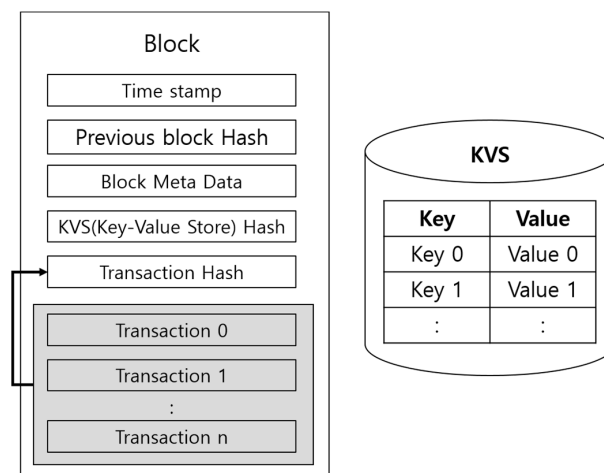 Block
Time stamp
Previous block Hash
Block Meta Data
KVS(Key-Value Store) Hash
Transaction Hash
Transaction 0
Transaction 1
:
Transaction n
KVS
Key Value
Key 0 Value 0
Key 1 Value 1
: :